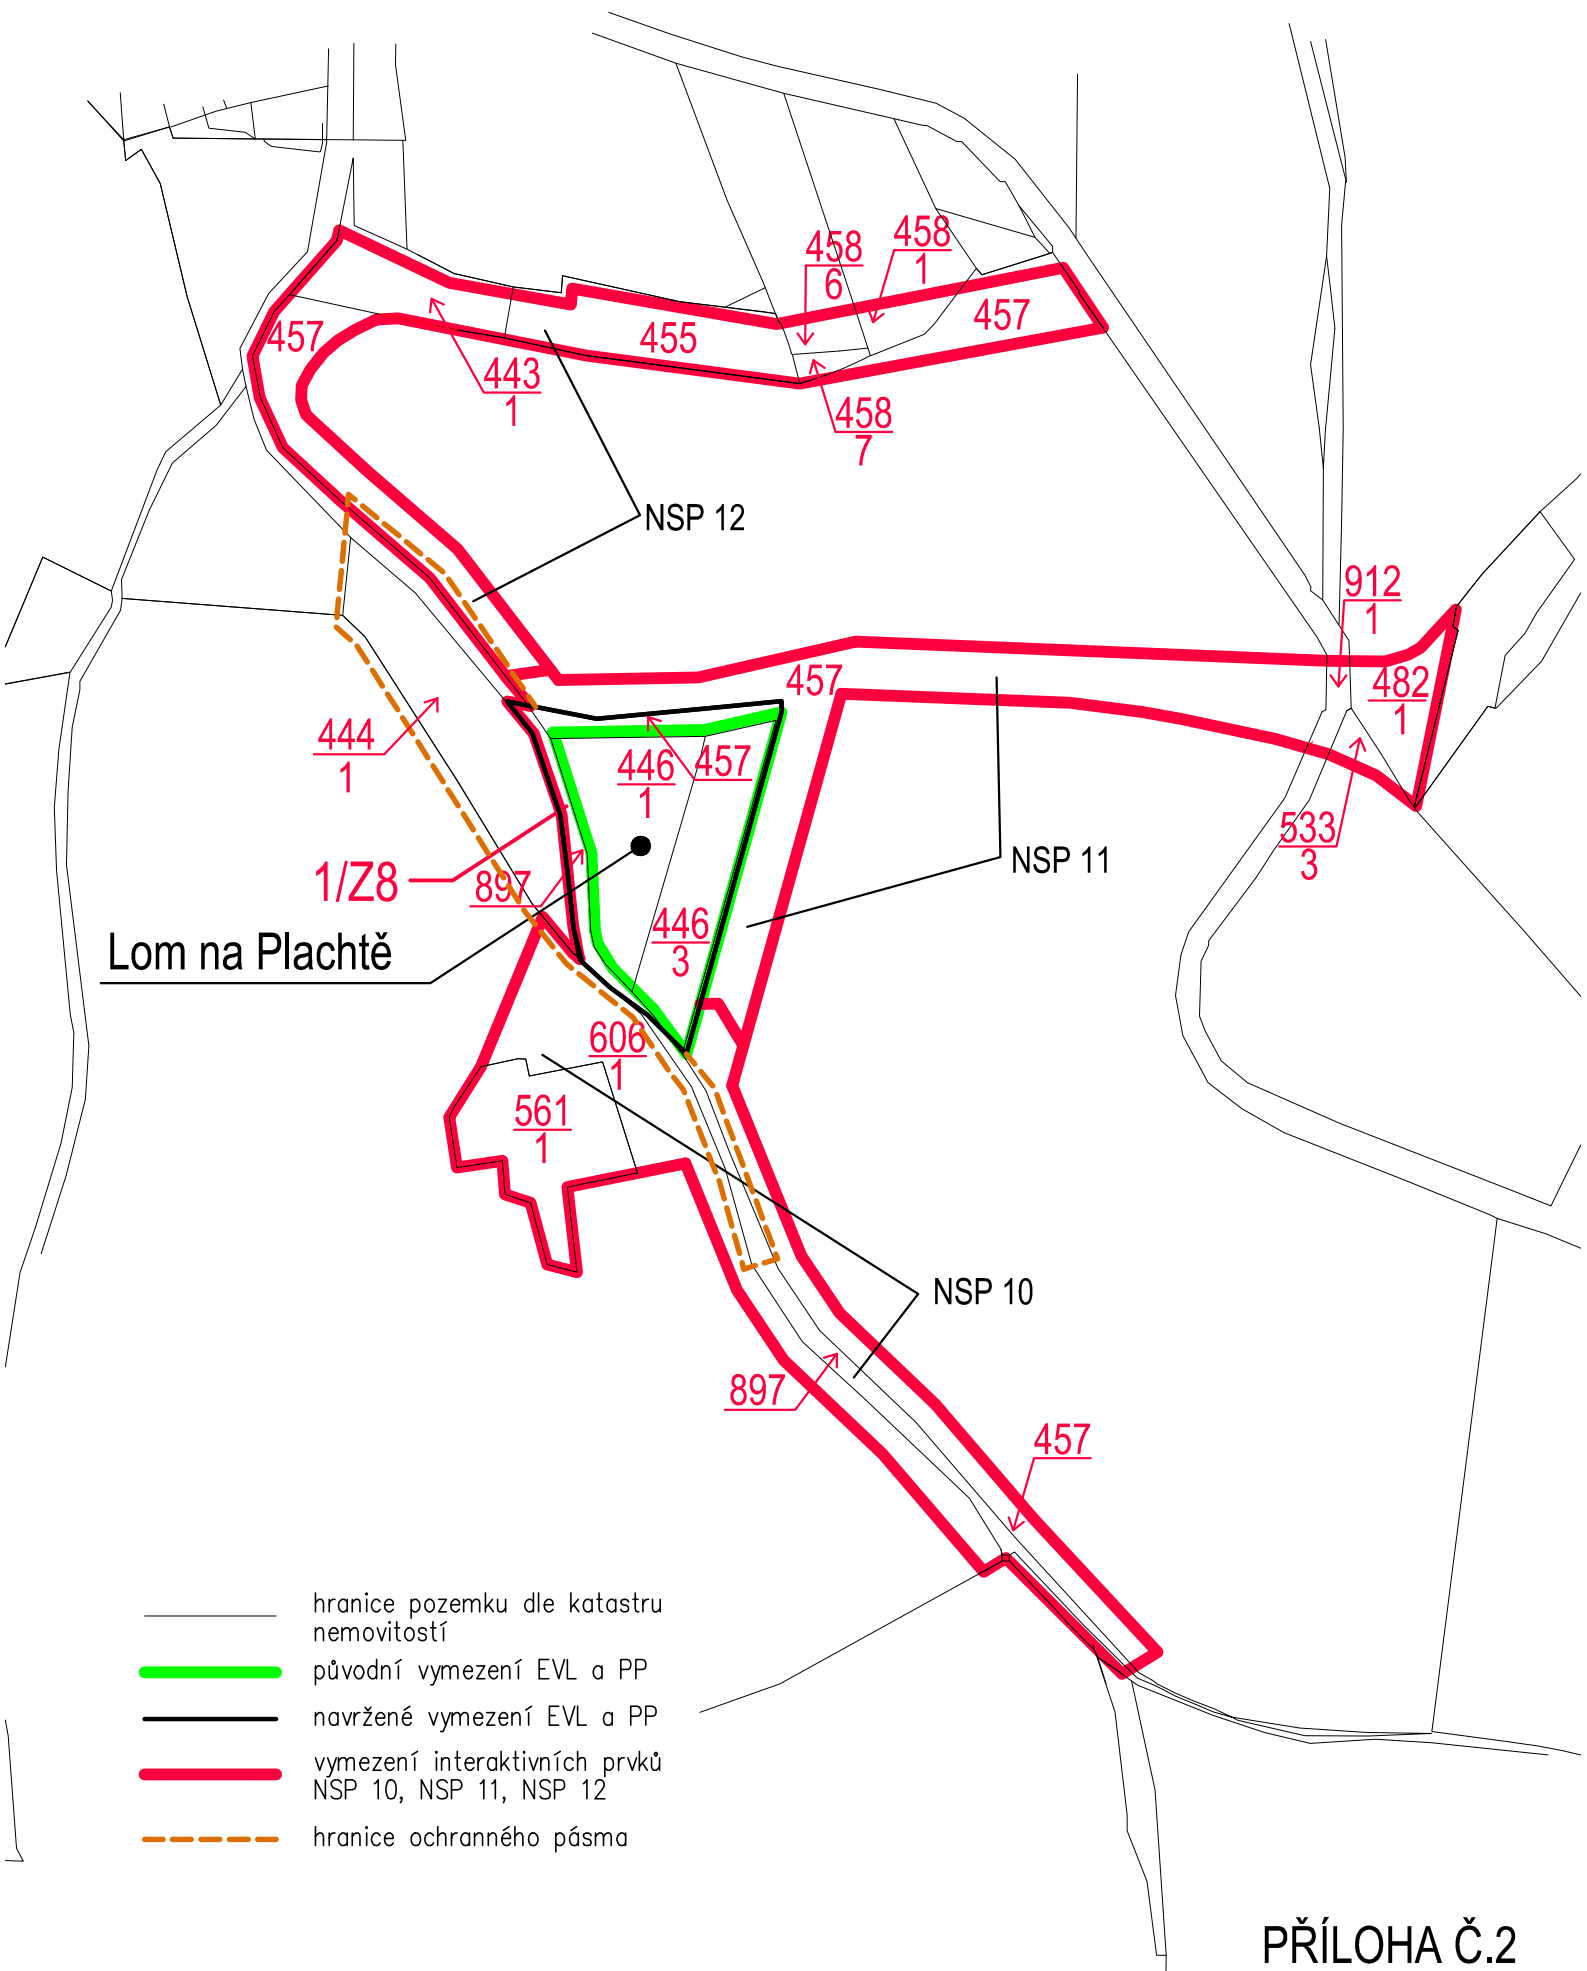 458
6
458
1
457
455
457
443
1
458
7
NSP 12
912
1
457
482
1
444
1
446
1
457
533
3
NSP 11
1/Z8
897
446
3
Lom na Plachtě
606
1
561
1
NSP 10
897
457
hranice pozemku dle katastru
nemovitostí
původní vymezení EVL a PP
navržené vymezení EVL a PP
vymezení interaktivních prvků
NSP 10, NSP 11, NSP 12
hranice ochranného pásma
PŘÍLOHA Č.2